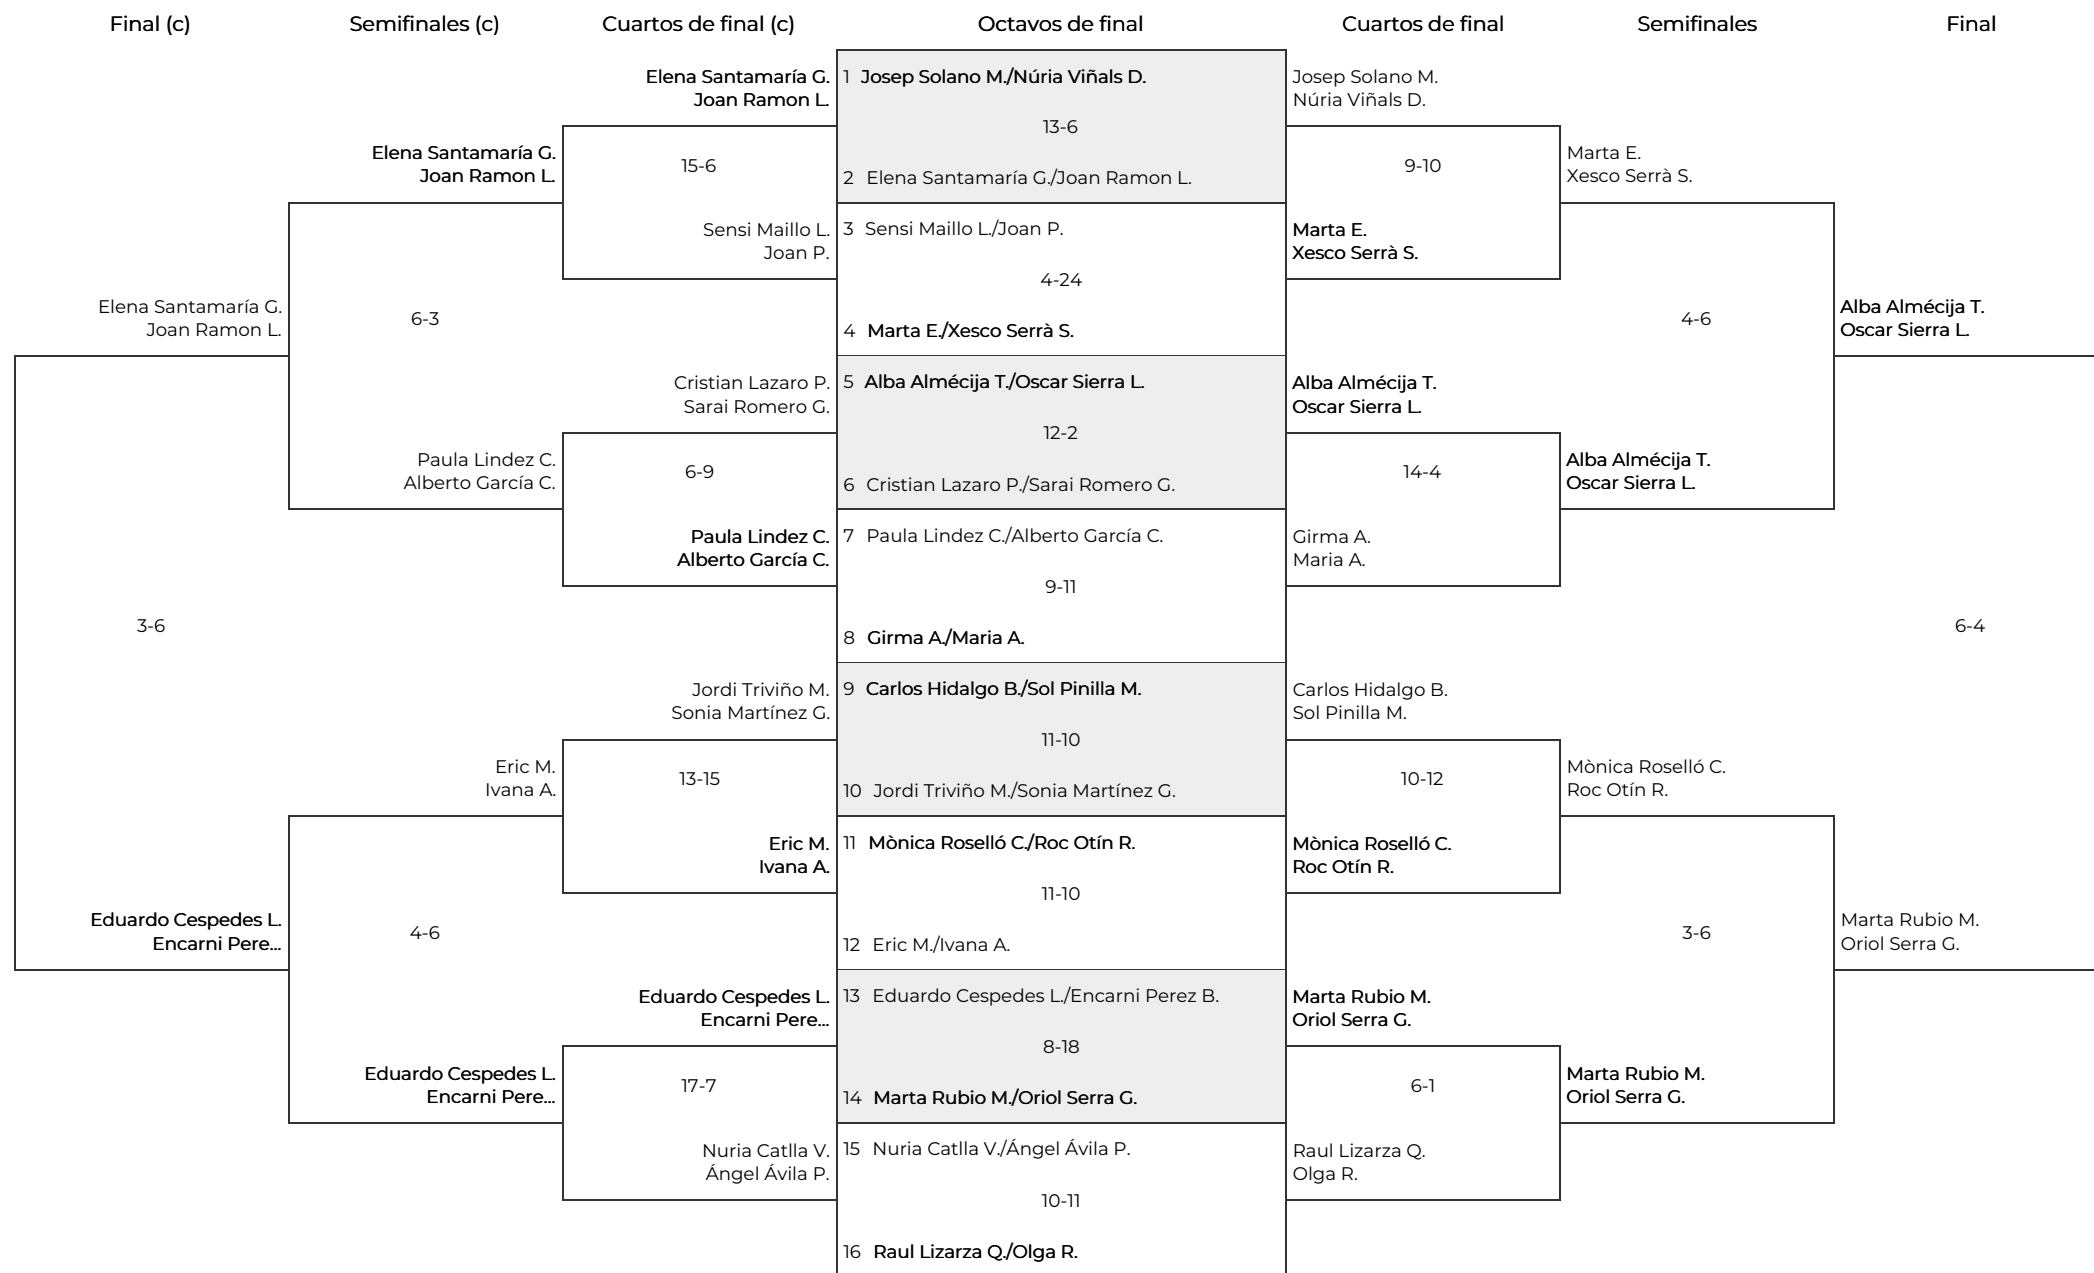 Final (c)
Semifinales (c)
Cuartos de final (c)
Octavos de final
Cuartos de final
Semifinales
Final
Elena Santamaría G.
Joan Ramon L.
3-6
Eduardo Cespedes L.
Encarni Pere...
Elena Santamaría G.
Joan Ramon L.
6-3
Paula Lindez C.
Alberto García C.
Eric M.
Ivana A.
4-6
Eduardo Cespedes L.
Encarni Pere...
Elena Santamaría G.
Joan Ramon L.
15-6
Sensi Maillo L.
Joan P.
Cristian Lazaro P.
Sarai Romero G.
6-9
Paula Lindez C.
Alberto García C.
Jordi Triviño M.
Sonia Martínez G.
13-15
Eric M.
Ivana A.
Eduardo Cespedes L.
Encarni Pere...
17-7
Nuria Catlla V.
Ángel Ávila P.
1 Josep Solano M./Núria Viñals D.
13-6
2 Elena Santamaría G./Joan Ramon L.
3 Sensi Maillo L./Joan P.
4-24
4 Marta E./Xesco Serrà S.
5 Alba Almécija T./Oscar Sierra L.
12-2
6 Cristian Lazaro P./Sarai Romero G.
7 Paula Lindez C./Alberto García C.
9-11
8 Girma A./Maria A.
9 Carlos Hidalgo B./Sol Pinilla M.
11-10
10 Jordi Triviño M./Sonia Martínez G.
11 Mònica Roselló C./Roc Otín R.
11-10
12 Eric M./Ivana A.
13 Eduardo Cespedes L./Encarni Perez B.
8-18
14 Marta Rubio M./Oriol Serra G.
15 Nuria Catlla V./Ángel Ávila P.
10-11
16 Raul Lizarza Q./Olga R.
Josep Solano M.
Núria Viñals D.
9-10
Marta E.
Xesco Serrà S.
Alba Almécija T.
Oscar Sierra L.
14-4
Girma A.
Maria A.
Carlos Hidalgo B.
Sol Pinilla M.
10-12
Mònica Roselló C.
Roc Otín R.
Marta Rubio M.
Oriol Serra G.
6-1
Raul Lizarza Q.
Olga R.
Marta E.
Xesco Serrà S.
4-6
Alba Almécija T.
Oscar Sierra L.
Mònica Roselló C.
Roc Otín R.
3-6
Marta Rubio M.
Oriol Serra G.
Alba Almécija T.
Oscar Sierra L.
6-4
Marta Rubio M.
Oriol Serra G.